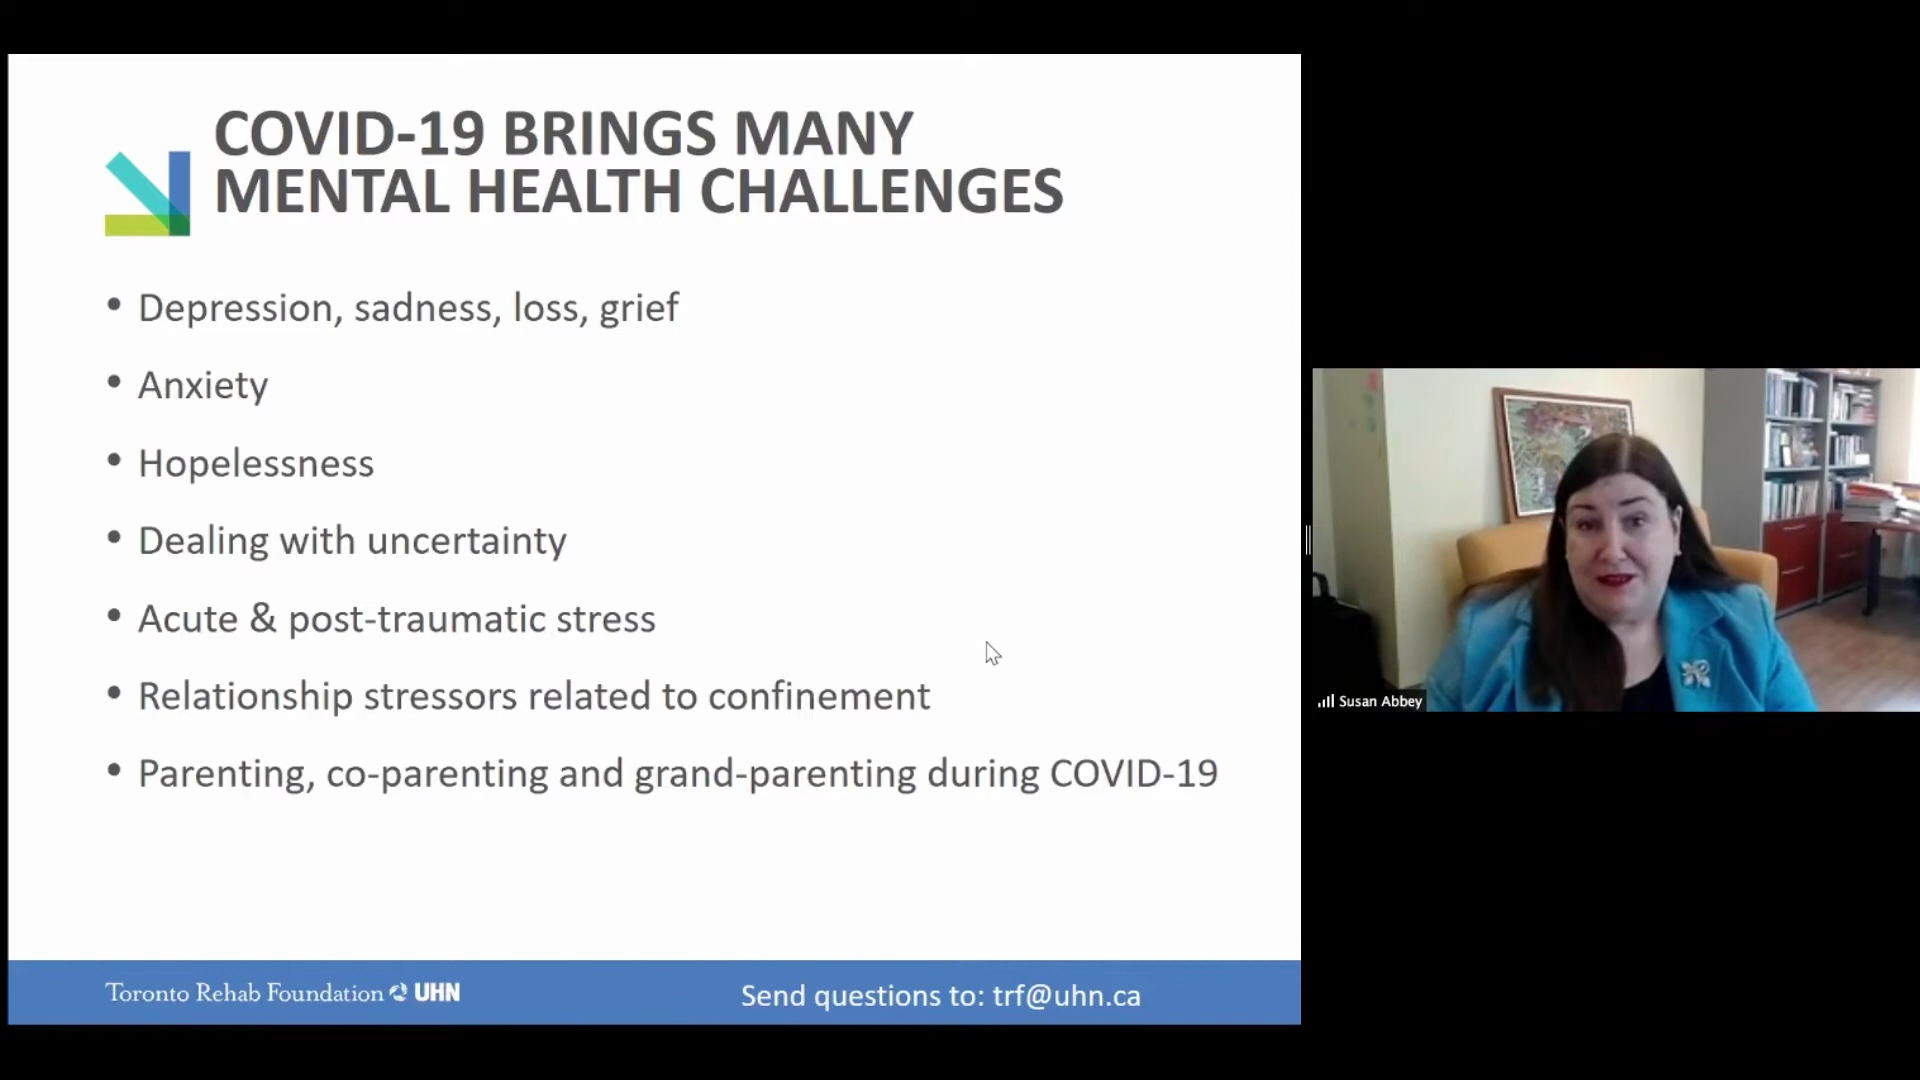 COVID-19 BRINGS MANY
MENTAL HEALTH CHALLENGES
• Depression, sadness, loss, grief
• Anxiety
• Hopelessness
• Dealing with uncertainty
• Acute & post-traumatic stress
• Relationship stressors related to confinement
• Parenting, co-parenting and grand-parenting during COVID-19
Toronto Rehab Foundation UHN
Send questions to: trf@uhn.ca
Susan Abbey